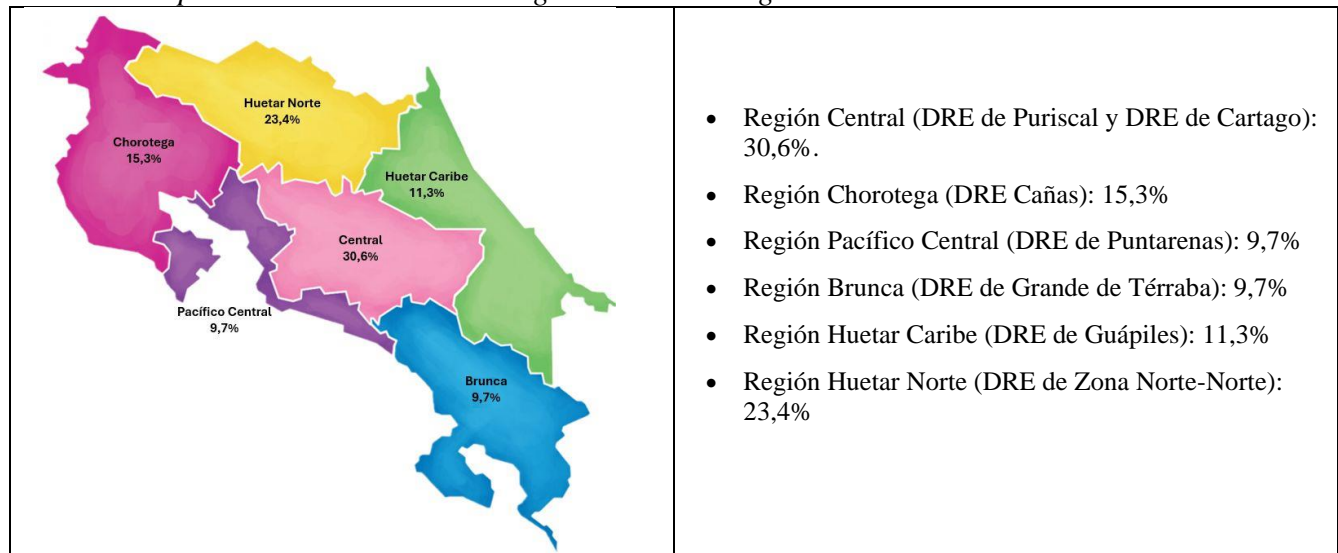 Huetar Norte
23,4%
Chorotega
15,3%
Huetar Caribe
11,3%
Central
30,6%
Pacífico Central
9,7%
Brunca
9,7%
• Región Central (DRE de Puriscal y DRE de Cartago):
30,6%.
• Región Chorotega (DRE Cañas): 15,3%
• Región Pacífico Central (DRE de Puntarenas): 9,7%
• Región Brunca (DRE de Grande de Térraba): 9,7%
• Región Huetar Caribe (DRE de Guápiles): 11,3%
• Región Huetar Norte (DRE de Zona Norte-Norte):
23,4%